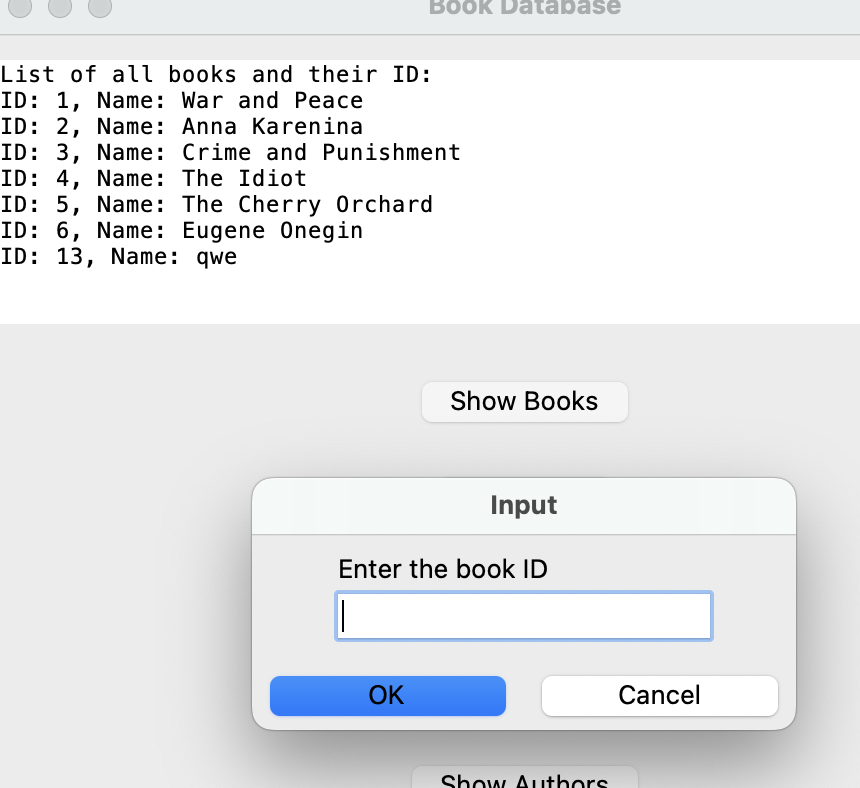 Book Database
List of all books and their ID:
ID: 1, Name: War and Peace
ID: 2, Name: Anna Karenina
ID: 3, Name: Crime and Punishment
ID: 4, Name: The Idiot
ID: 5, Name: The Cherry Orchard
ID: 6, Name: Eugene Onegin
ID: 13, Name: qwe
Show Books
Input
Enter the book ID
OK Cancel
Show Authors